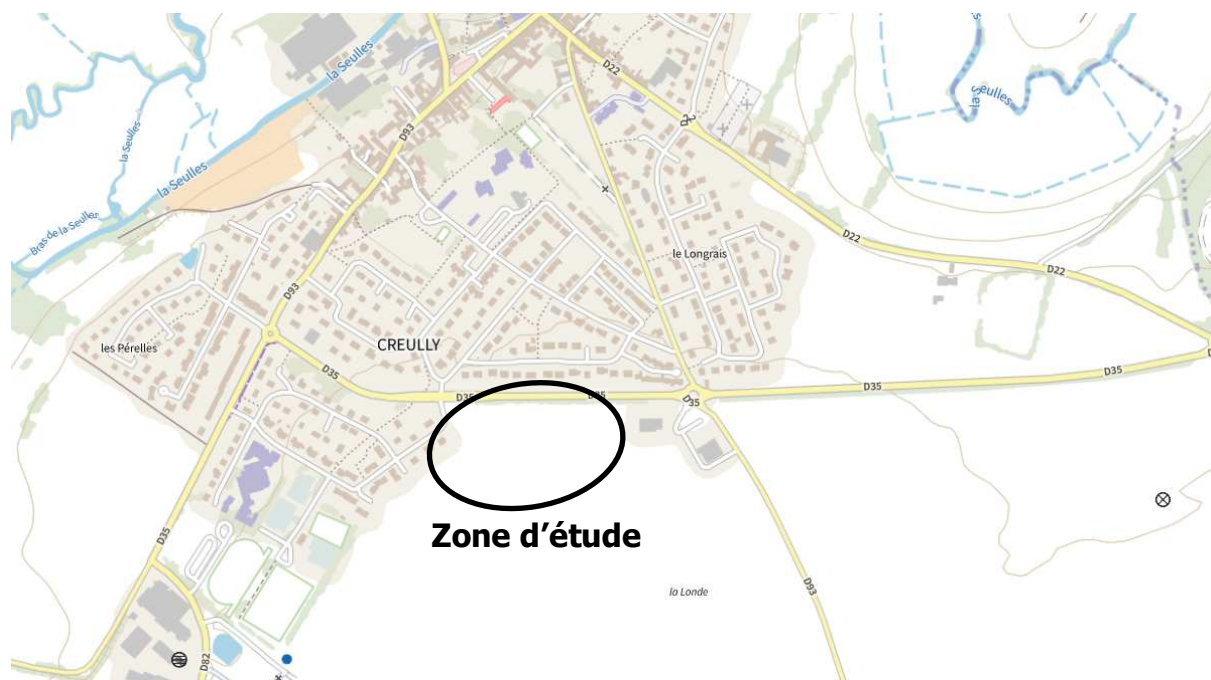 la Seulles
D22
la Seulles
la Seulles
D93
la Seulles
Bras de la Seulles
D22
le Longrais
D22
D93
les Pérelles
CREULLY
D35
D35
D35
D35
D35
D35
Zone d'étude
D35
la Londe
D93
D82